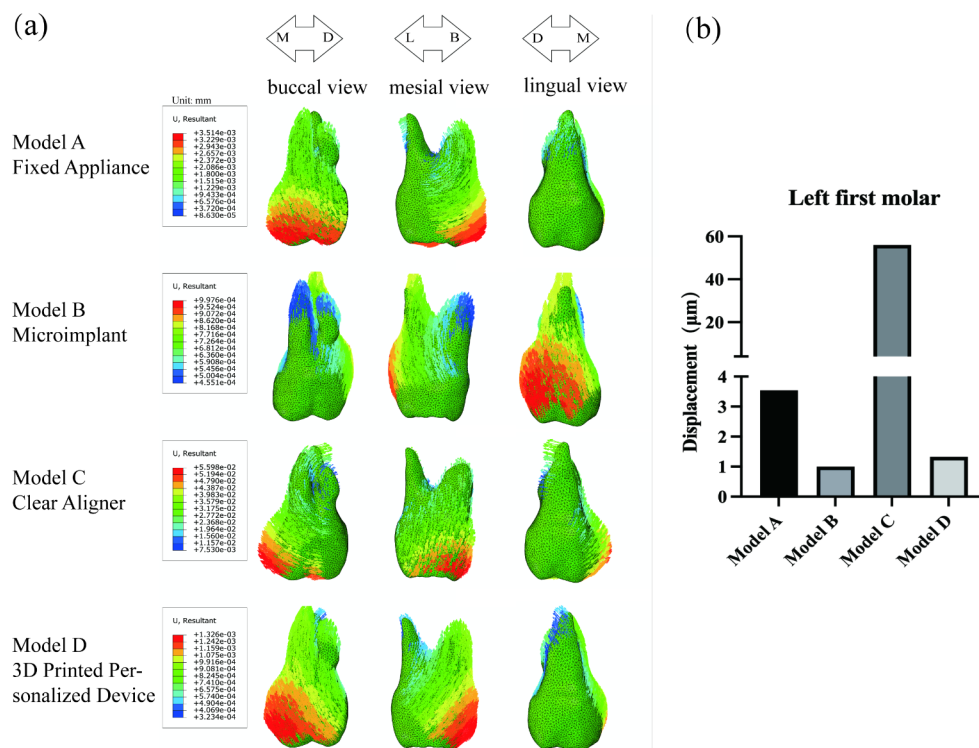 (a)
M D
L B
D M
buccal view
mesial view
lingual view
Unit: mm
Model A
Fixed Appliance
U, Resultant
+3.514e-03
+3.229e-03
+2.943e-03
+2.657e-03
+2.372e-03
+2.086e-03
+1.800e-03
+1.515e-03
+1.229e-03
+9.433e-04
+6.576e-04
+3.720e-04
+8.630e-05
Model B
Microimplant
U, Resultant
+9.976e-04
+9.524e-04
+9.072e-04
+8.620e-04
+8.168e-04
+7.716e-04
+7.264e-04
+6.812e-04
+6.360e-04
+5.908e-04
+5.456e-04
+5.004e-04
+4.551e-04
Model C
Clear Aligner
U, Resultant
+5.598e-02
+5.194e-02
+4.790e-02
+4.387e-02
+3.983e-02
+3.579e-02
+3.175e-02
+2.772e-02
+2.368e-02
+1.964e-02
+1.560e-02
+1.157e-02
+7.530e-03
Model D
3D Printed Per-
sonalized Device
U, Resultant
+1.326e-03
+1.242e-03
+1.159e-03
+1.075e-03
+9.916e-04
+9.081e-04
+8.245e-04
+7.410e-04
+6.575e-04
+5.740e-04
+4.904e-04
+4.069e-04
+3.234e-04
(b)
Left first molar
Displacement (μm)
60
40
20
4
3
2
1
0
Model A
Model B
Model C
Model D